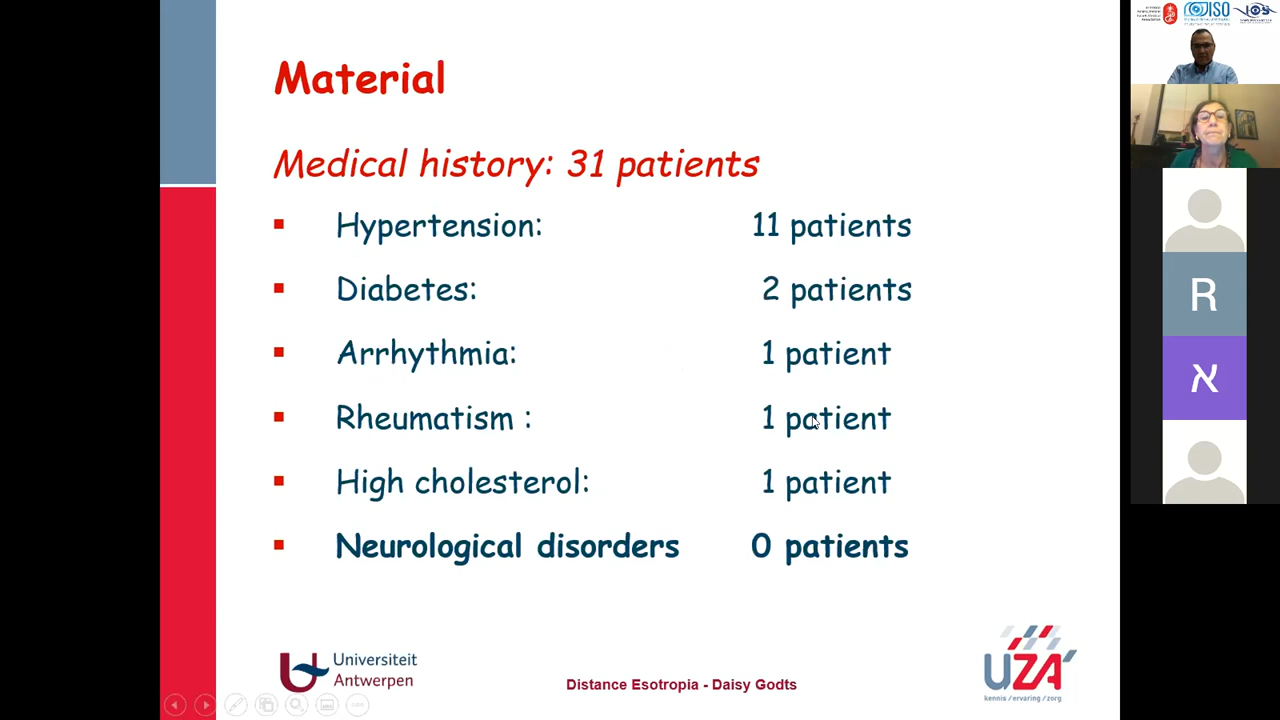 Material
Medical history: 31 patients
Hypertension: 11 patients
Diabetes: 2 patients
Arrhythmia: 1 patient
Rheumatism : 1 patient
High cholesterol: 1 patient
Neurological disorders 0 patients
Universiteit
Antwerpen
Distance Esotropia - Daisy Godts
UZA
kennis / ervaring / zorg
ISO
IOS
R
א